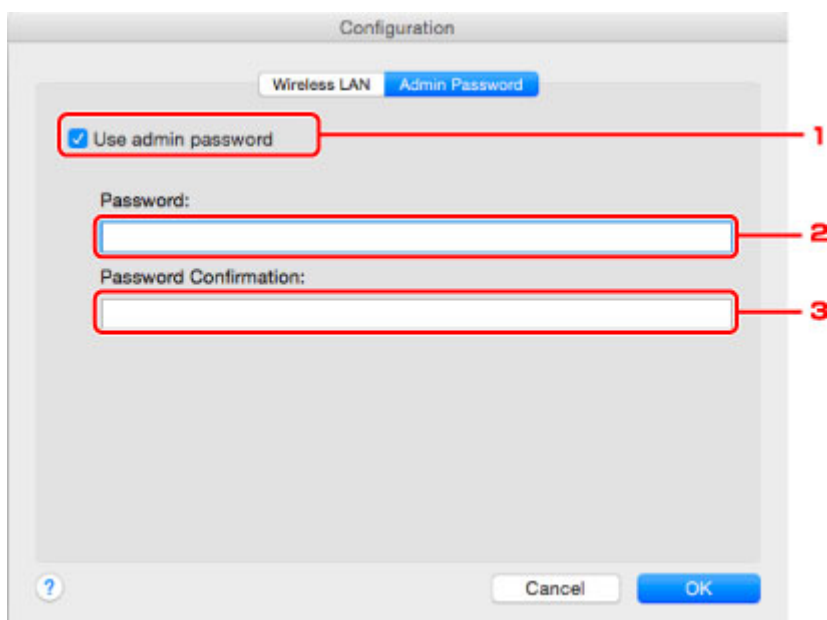 Configuration
Wireless LAN Admin Password
Use admin password 1
Password:
2
Password Confirmation:
3
? Cancel OK